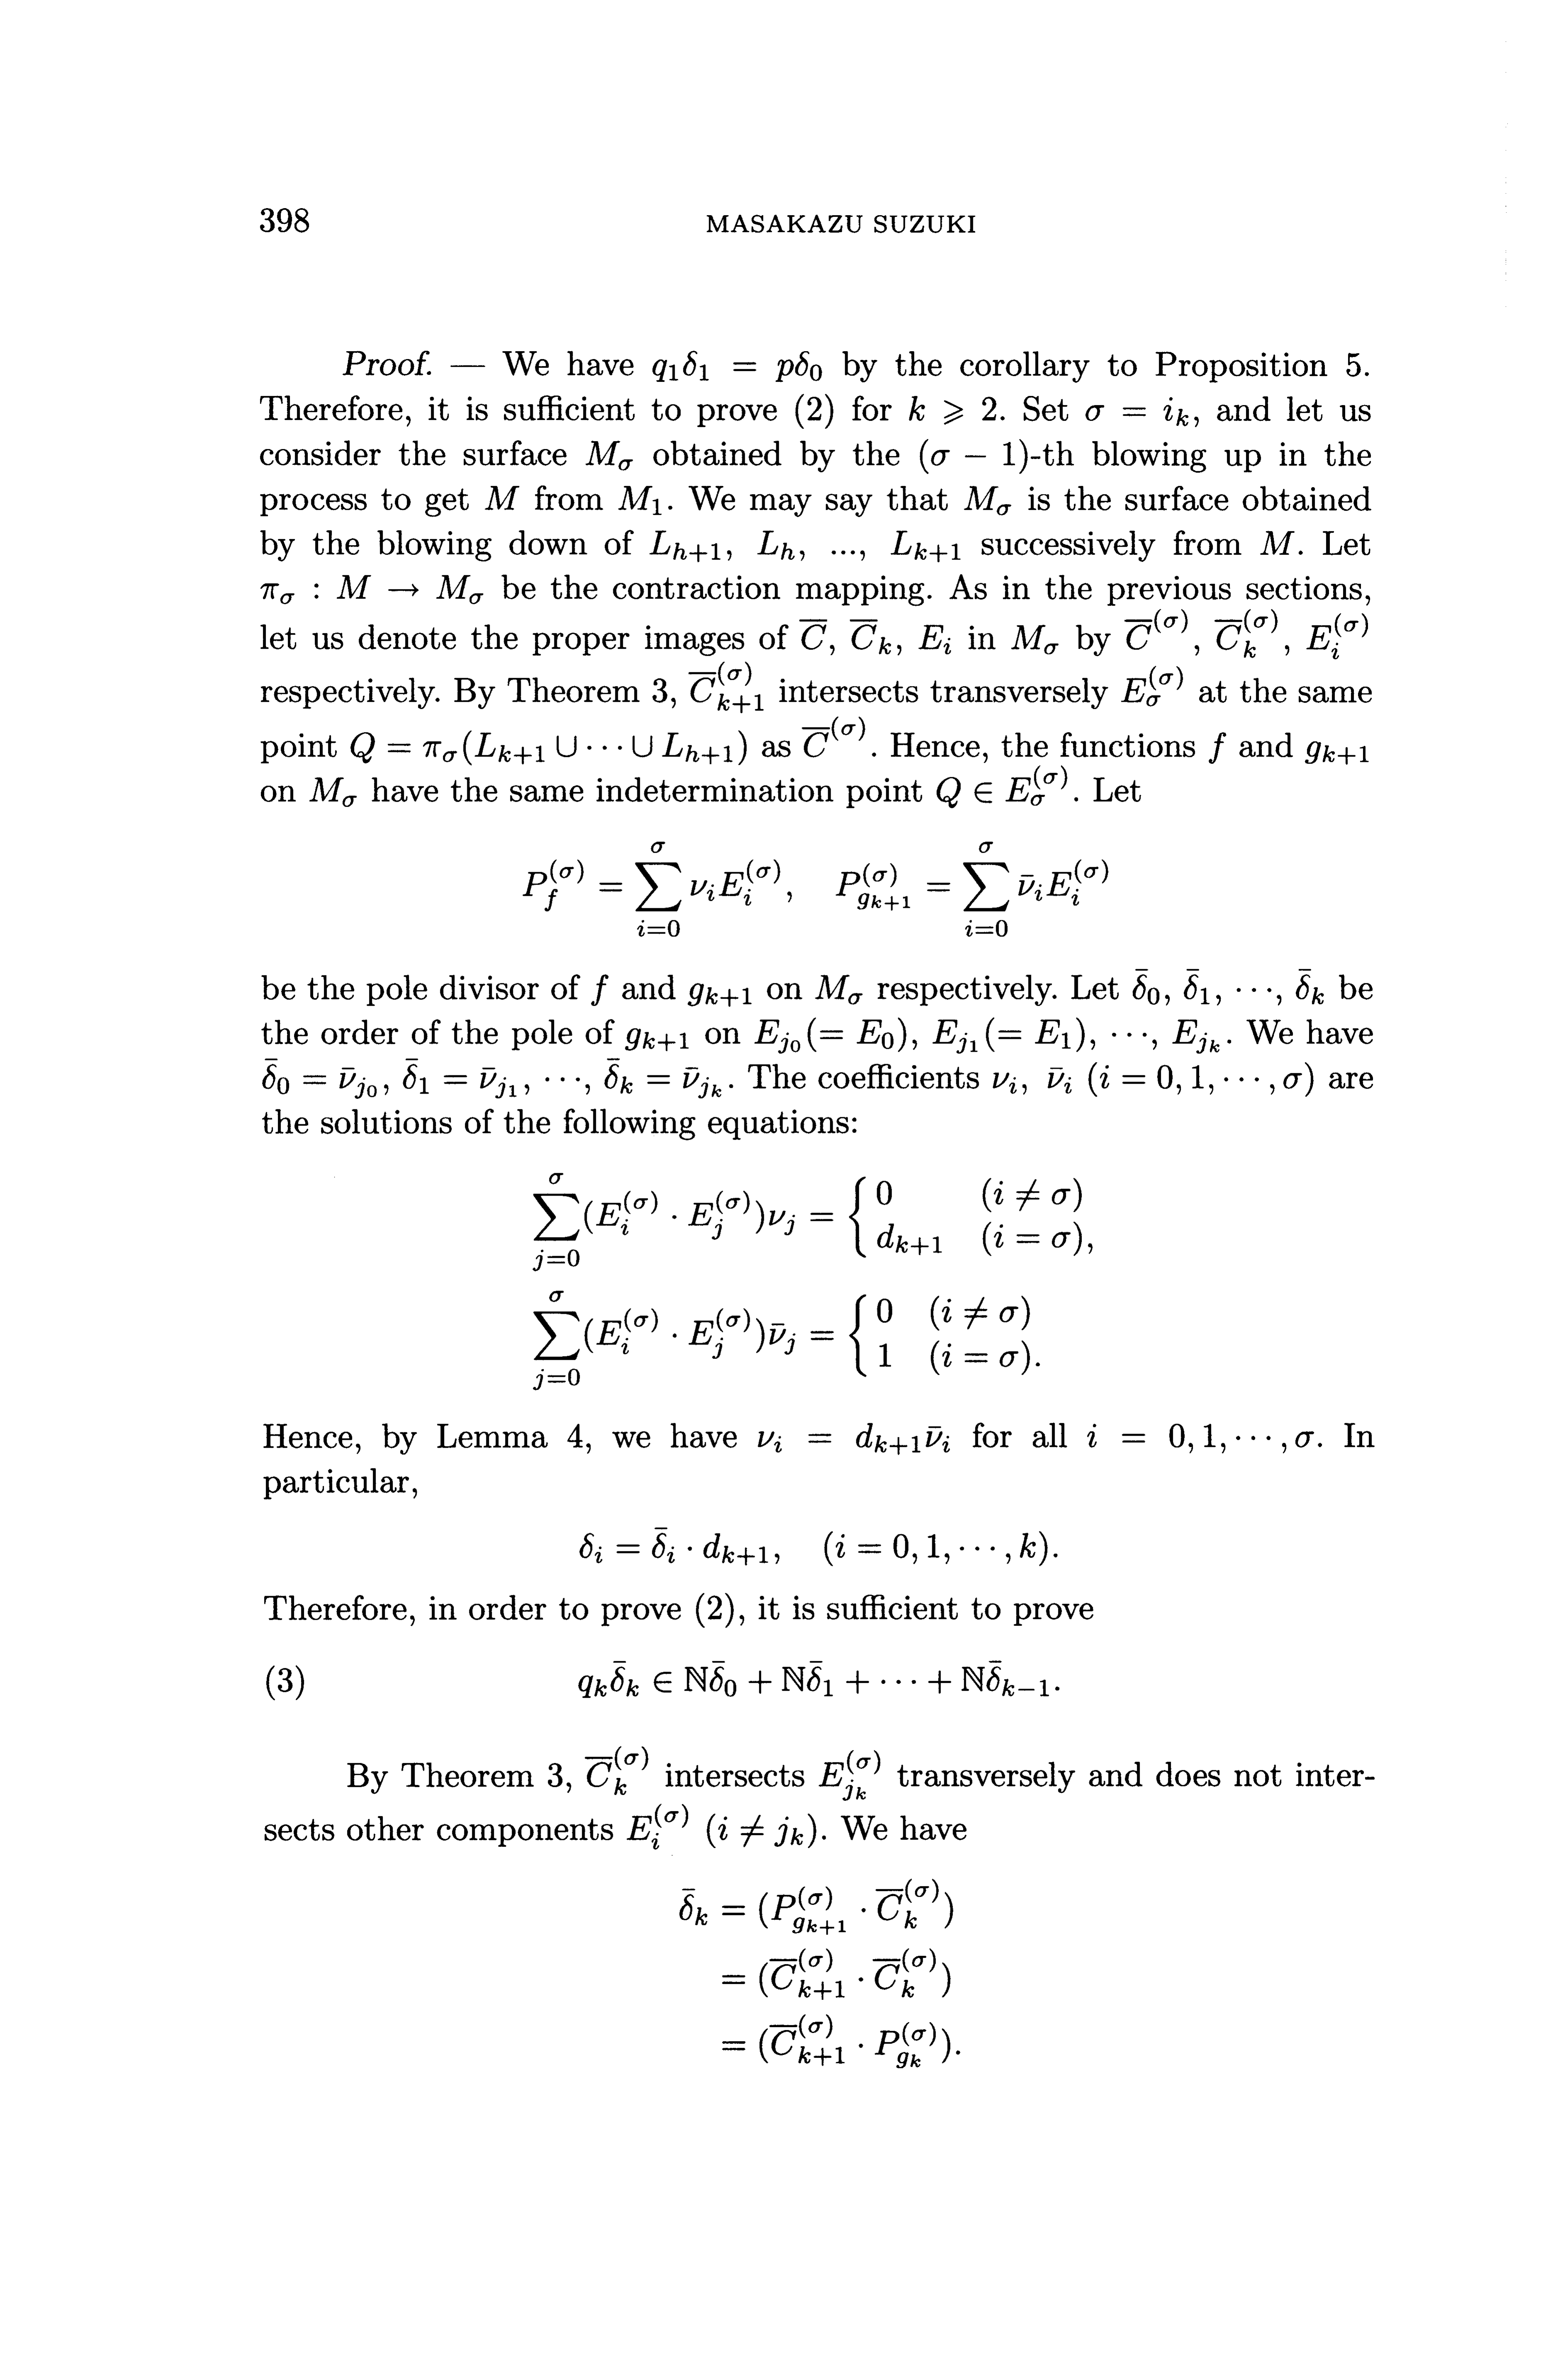 398 MASAKAZU SUZUKI
Proof. — We have $q_1\delta_1 = p\delta_0$ by the corollary to Proposition 5.
Therefore, it is sufficient to prove (2) for $k \geqslant 2$. Set $\sigma = i_k$, and let us
consider the surface $M_\sigma$ obtained by the $(\sigma - 1)$-th blowing up in the
process to get $M$ from $M_1$. We may say that $M_\sigma$ is the surface obtained
by the blowing down of $L_{h+1}$, $L_h$, ..., $L_{k+1}$ successively from $M$. Let
$\pi_\sigma : M \to M_\sigma$ be the contraction mapping. As in the previous sections,
let us denote the proper images of $\overline{C}$, $\overline{C}_k$, $E_i$ in $M_\sigma$ by $\overline{C}^{(\sigma)}$, $\overline{C}_k^{(\sigma)}$, $E_i^{(\sigma)}$
respectively. By Theorem 3, $\overline{C}_{k+1}^{(\sigma)}$ intersects transversely $E_\sigma^{(\sigma)}$ at the same
point $Q = \pi_\sigma(L_{k+1} \cup \cdots \cup L_{h+1})$ as $\overline{C}^{(\sigma)}$. Hence, the functions $f$ and $g_{k+1}$
on $M_\sigma$ have the same indetermination point $Q \in E_\sigma^{(\sigma)}$. Let
$P_f^{(\sigma)} = \sum_{i=0}^{\sigma} \nu_i E_i^{(\sigma)}, \quad P_{g_{k+1}}^{(\sigma)} = \sum_{i=0}^{\sigma} \bar{\nu}_i E_i^{(\sigma)}$
be the pole divisor of $f$ and $g_{k+1}$ on $M_\sigma$ respectively. Let $\bar{\delta}_0$, $\bar{\delta}_1$, $\cdots$, $\bar{\delta}_k$ be
the order of the pole of $g_{k+1}$ on $E_{j_0}(= E_0)$, $E_{j_1}(= E_1)$, $\cdots$, $E_{j_k}$. We have
$\bar{\delta}_0 = \bar{\nu}_{j_0}$, $\bar{\delta}_1 = \bar{\nu}_{j_1}$, $\cdots$, $\bar{\delta}_k = \bar{\nu}_{j_k}$. The coefficients $\nu_i$, $\bar{\nu}_i$ $(i = 0, 1, \cdots, \sigma)$ are
the solutions of the following equations:
$\sum_{j=0}^{\sigma} (E_i^{(\sigma)} \cdot E_j^{(\sigma)})\nu_j = \begin{cases} 0 & (i \neq \sigma) \\ d_{k+1} & (i = \sigma), \end{cases}$
$\sum_{j=0}^{\sigma} (E_i^{(\sigma)} \cdot E_j^{(\sigma)})\bar{\nu}_j = \begin{cases} 0 & (i \neq \sigma) \\ 1 & (i = \sigma). \end{cases}$
Hence, by Lemma 4, we have $\nu_i = d_{k+1}\bar{\nu}_i$ for all $i = 0, 1, \cdots, \sigma$. In
particular,
$\delta_i = \bar{\delta}_i \cdot d_{k+1}, \quad (i = 0, 1, \cdots, k).$
Therefore, in order to prove (2), it is sufficient to prove
(3) $q_k\bar{\delta}_k \in \mathbb{N}\bar{\delta}_0 + \mathbb{N}\bar{\delta}_1 + \cdots + \mathbb{N}\bar{\delta}_{k-1}.$
By Theorem 3, $\overline{C}_k^{(\sigma)}$ intersects $E_{j_k}^{(\sigma)}$ transversely and does not inter-
sects other components $E_i^{(\sigma)}$ $(i \neq j_k)$. We have
$\bar{\delta}_k = (P_{g_{k+1}}^{(\sigma)} \cdot \overline{C}_k^{(\sigma)})$
$= (\overline{C}_{k+1}^{(\sigma)} \cdot \overline{C}_k^{(\sigma)})$
$= (\overline{C}_{k+1}^{(\sigma)} \cdot P_{g_k}^{(\sigma)}).$